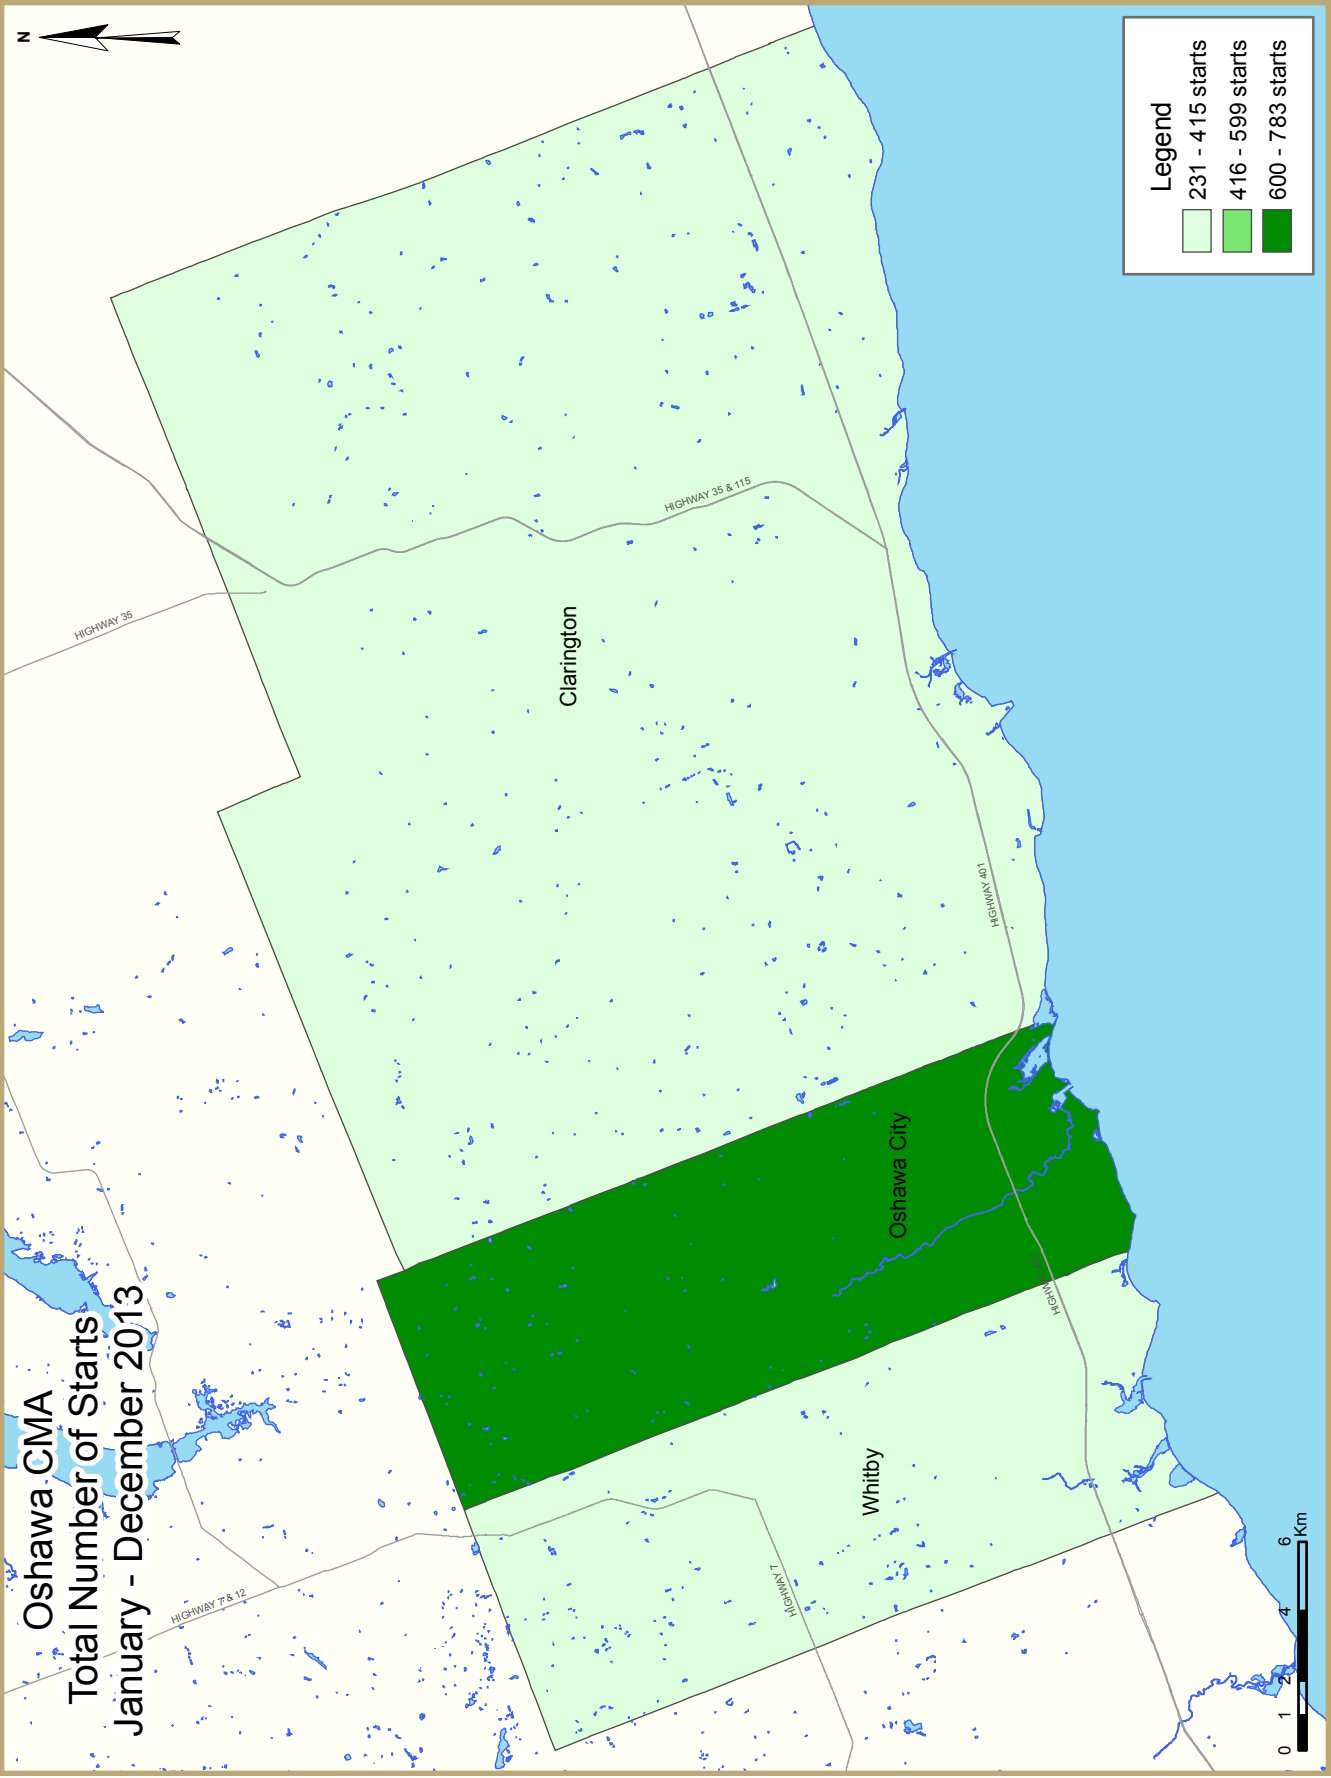 Oshawa CMA
Total Number of Starts
January - December 2013
N
HIGHWAY 7 & 12
HIGHWAY 35
HIGHWAY 35 & 115
Clarington
HIGHWAY 7
Whitby
Oshawa City
HIGHWAY 401
HIGHW
Legend
231 - 415 starts
416 - 599 starts
600 - 783 starts
0 1 2 4 6
Km